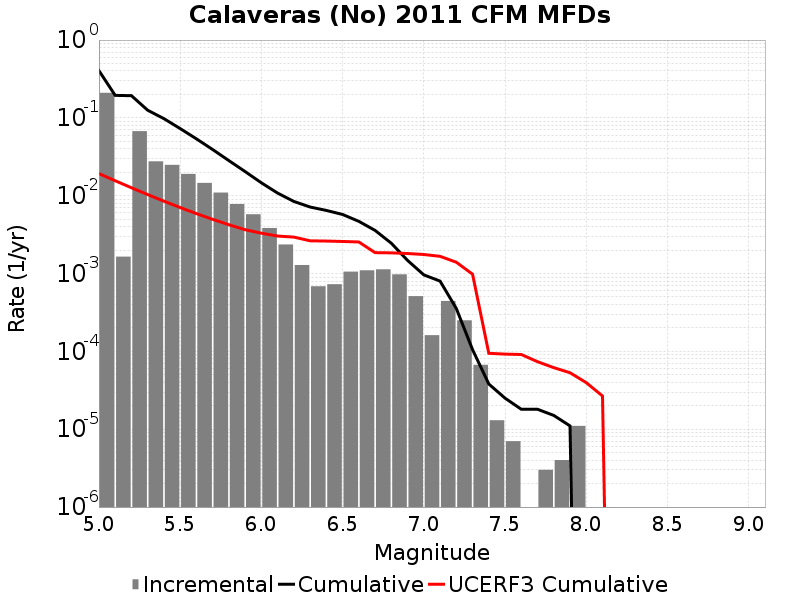 Calaveras (No) 2011 CFM MFDs
10^0
10^-1
10^-2
10^-3
10^-4
10^-5
10^-6
Rate (1/yr)
5.0 5.5 6.0 6.5 7.0 7.5 8.0 8.5 9.0
Magnitude
Incremental Cumulative UCERF3 Cumulative